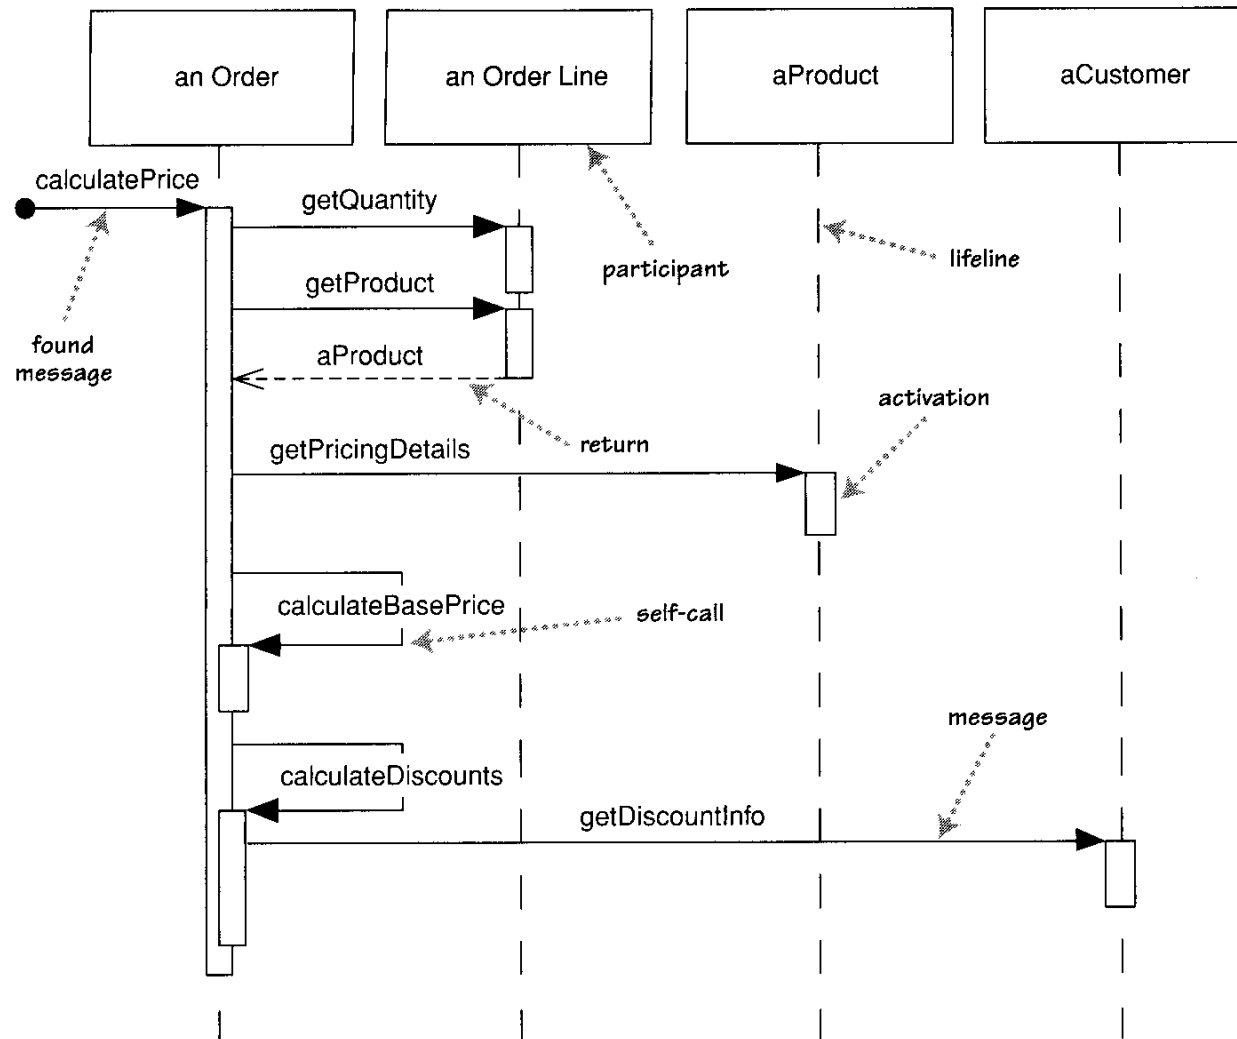 an Order
an Order Line
aProduct
aCustomer
calculatePrice
getQuantity
participant
lifeline
getProduct
found
message
aProduct
activation
return
getPricingDetails
calculateBasePrice
self-call
message
calculateDiscounts
getDiscountInfo